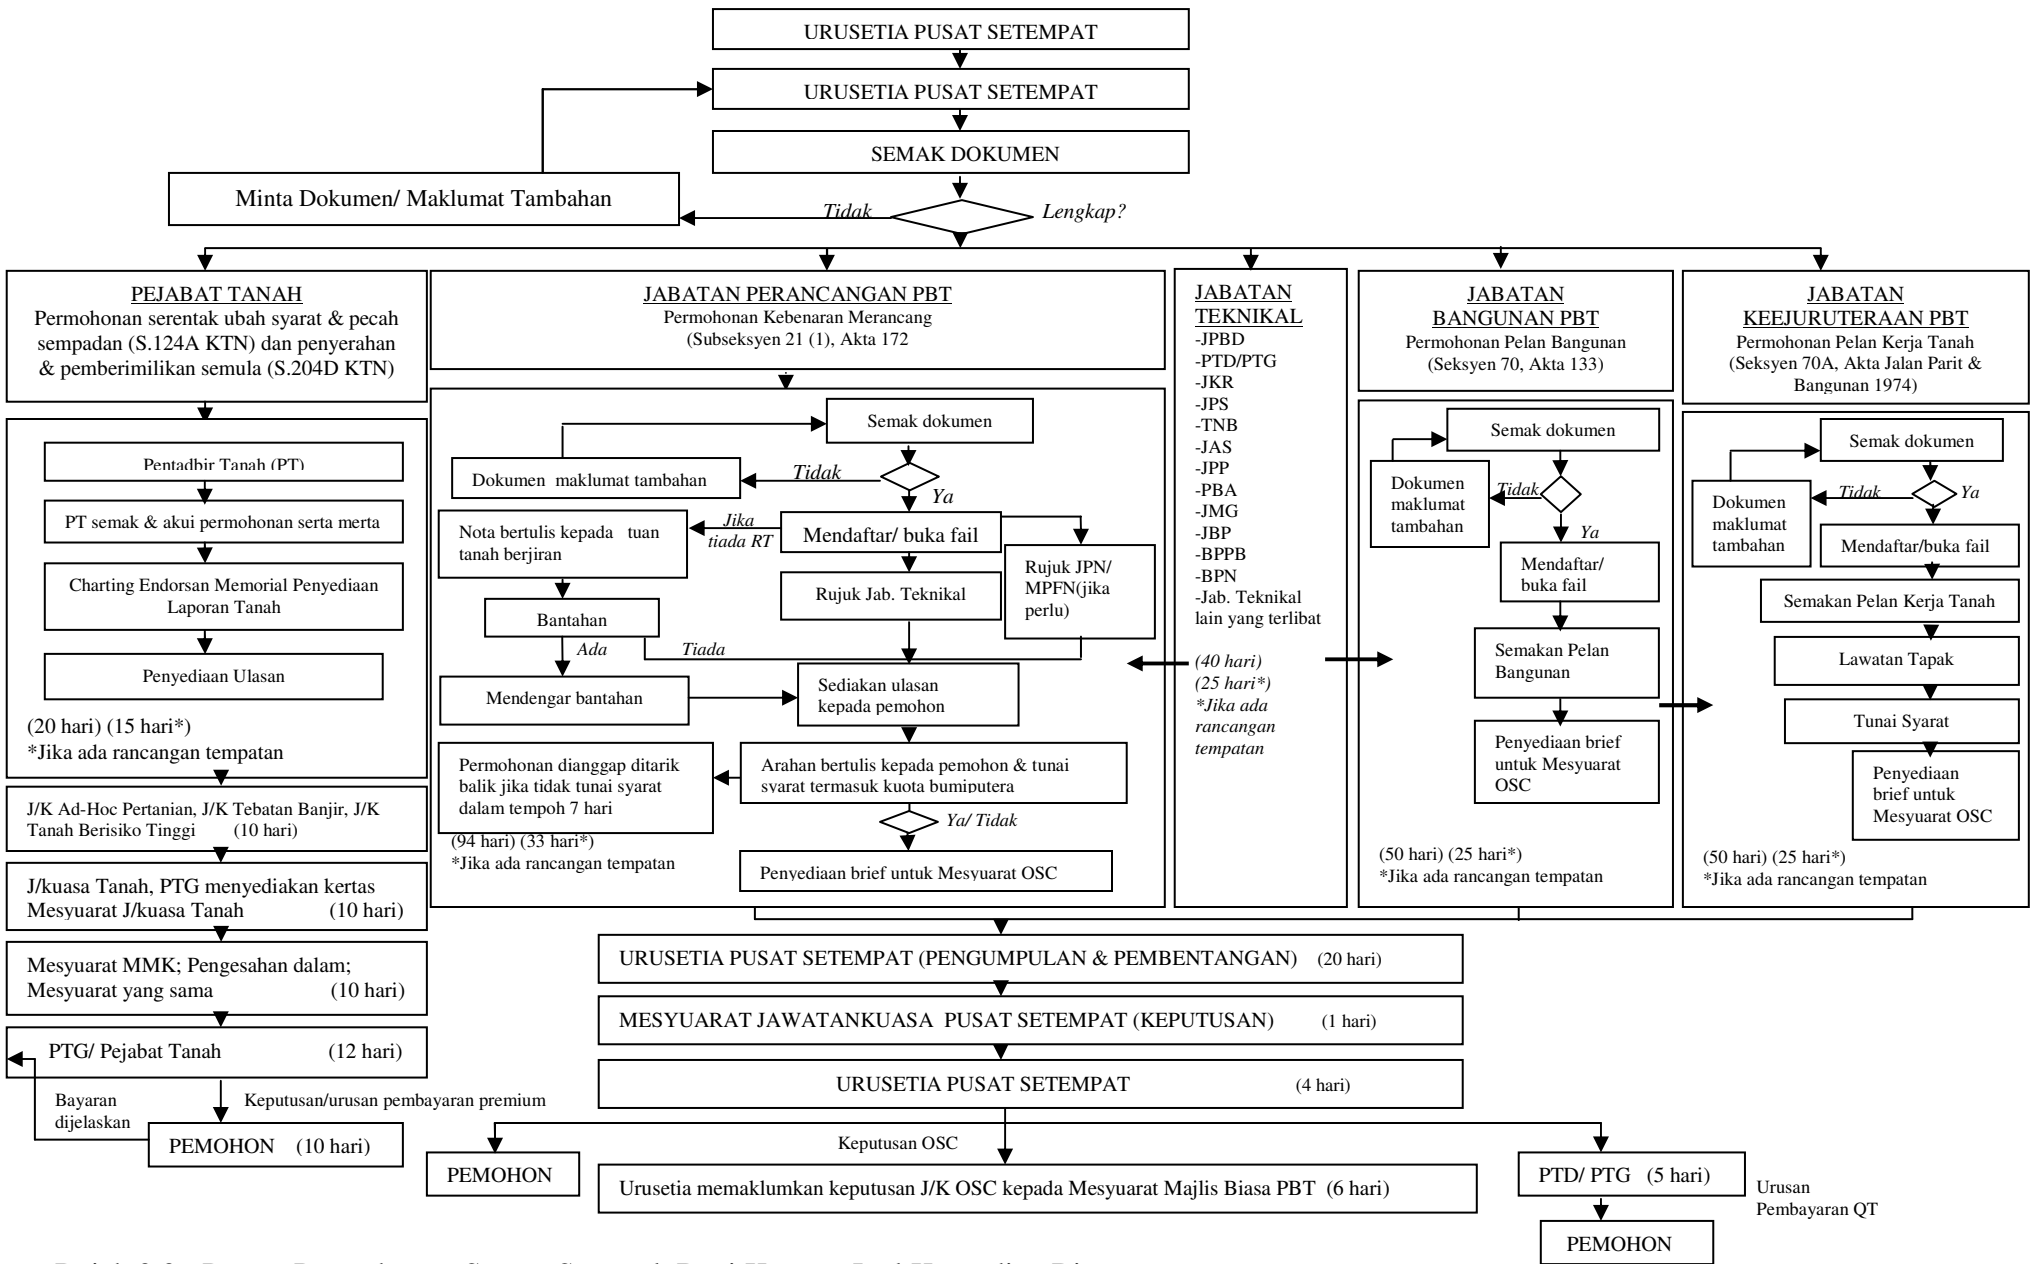 URUSETIA PUSAT SETEMPAT
URUSETIA PUSAT SETEMPAT
SEMAK DOKUMEN
Minta Dokumen/ Maklumat Tambahan
Tidak
Lengkap?
PEJABAT TANAH
Permohonan serentak ubah syarat & pecah
sempadan (S.124A KTN) dan penyerahan
& pemberimilikan semula (S.204D KTN)
Pentadbir Tanah (PT)
PT semak & akui permohonan serta merta
Charting Endorsan Memorial Penyediaan
Laporan Tanah
Penyediaan Ulasan
(20 hari) (15 hari*)
*Jika ada rancangan tempatan
J/K Ad-Hoc Pertanian, J/K Tebatan Banjir, J/K
Tanah Berisiko Tinggi (10 hari)
J/kuasa Tanah, PTG menyediakan kertas
Mesyuarat J/kuasa Tanah (10 hari)
Mesyuarat MMK; Pengesahan dalam;
Mesyuarat yang sama (10 hari)
PTG/ Pejabat Tanah (12 hari)
Bayaran
dijelaskan
Keputusan/urusan pembayaran premium
PEMOHON (10 hari)
JABATAN PERANCANGAN PBT
Permohonan Kebenaran Merancang
(Subseksyen 21 (1), Akta 172
Semak dokumen
Dokumen maklumat tambahan
Tidak
Ya
Nota bertulis kepada tuan
tanah berjiran
Jika
tiada RT
Mendaftar/ buka fail
Rujuk Jab. Teknikal
Rujuk JPN/
MPFN(jika
perlu)
Bantahan
Ada
Tiada
Mendengar bantahan
Sediakan ulasan
kepada pemohon
Permohonan dianggap ditarik
balik jika tidak tunai syarat
dalam tempoh 7 hari
Arahan bertulis kepada pemohon & tunai
syarat termasuk kuota bumiputera
Ya/ Tidak
(94 hari) (33 hari*)
*Jika ada rancangan tempatan
Penyediaan brief untuk Mesyuarat OSC
JABATAN
TEKNIKAL
-JPBD
-PTD/PTG
-JKR
-JPS
-TNB
-JAS
-JPP
-PBA
-JMG
-JBP
-BPPB
-BPN
-Jab. Teknikal
lain yang terlibat
(40 hari)
(25 hari*)
*Jika ada
rancangan
tempatan
JABATAN
BANGUNAN PBT
Permohonan Pelan Bangunan
(Seksyen 70, Akta 133)
Semak dokumen
Dokumen
maklumat
tambahan
Tidak
Ya
Mendaftar/
buka fail
Semakan Pelan
Bangunan
Penyediaan brief
untuk Mesyuarat
OSC
(50 hari) (25 hari*)
*Jika ada rancangan tempatan
JABATAN
KEEJURUTERAAN PBT
Permohonan Pelan Kerja Tanah
(Seksyen 70A, Akta Jalan Parit &
Bangunan 1974)
Semak dokumen
Dokumen
maklumat
tambahan
Tidak
Ya
Mendaftar/buka fail
Semakan Pelan Kerja Tanah
Lawatan Tapak
Tunai Syarat
Penyediaan
brief untuk
Mesyuarat OSC
(50 hari) (25 hari*)
*Jika ada rancangan tempatan
URUSETIA PUSAT SETEMPAT (PENGUMPULAN & PEMBENTANGAN) (20 hari)
MESYUARAT JAWATANKUASA PUSAT SETEMPAT (KEPUTUSAN) (1 hari)
URUSETIA PUSAT SETEMPAT (4 hari)
Keputusan OSC
PEMOHON
Urusetia memaklumkan keputusan J/K OSC kepada Mesyuarat Majlis Biasa PBT (6 hari)
PTD/ PTG (5 hari)
Urusan
Pembayaran QT
PEMOHON